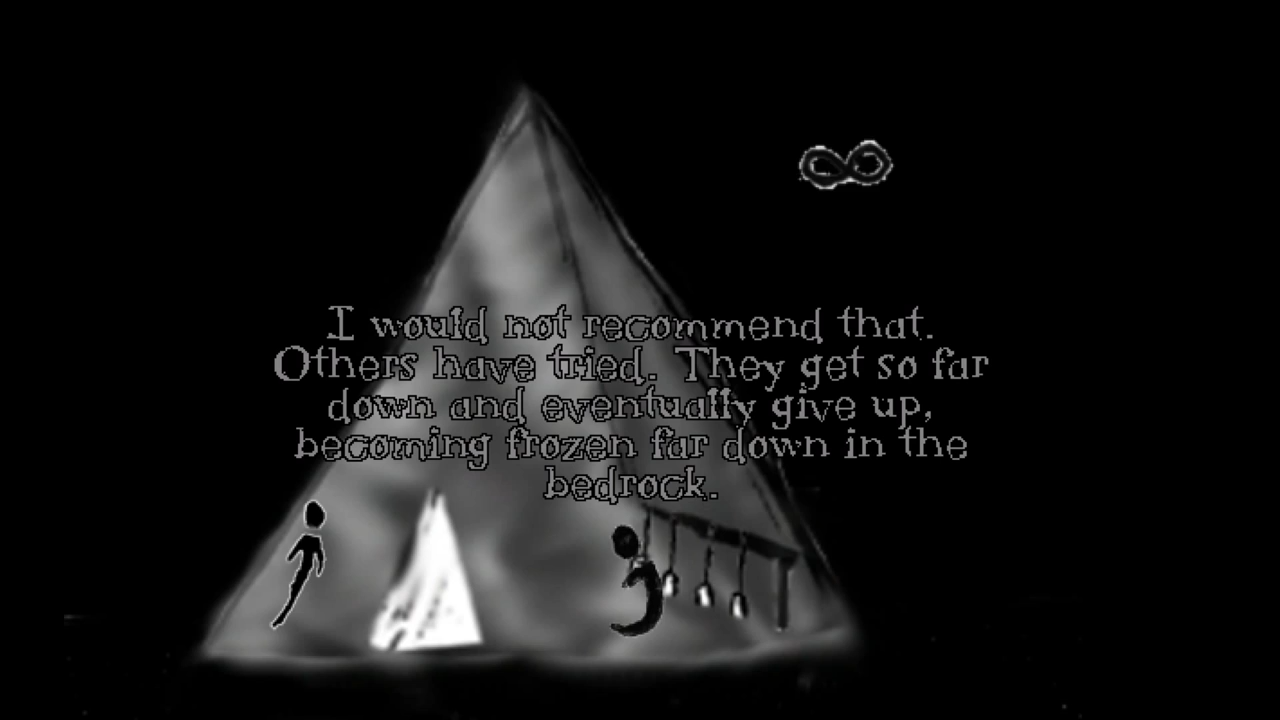 I would not recommend that.
Others have tried. They get so far
down and eventually give up,
becoming frozen far down in the
bedrock.